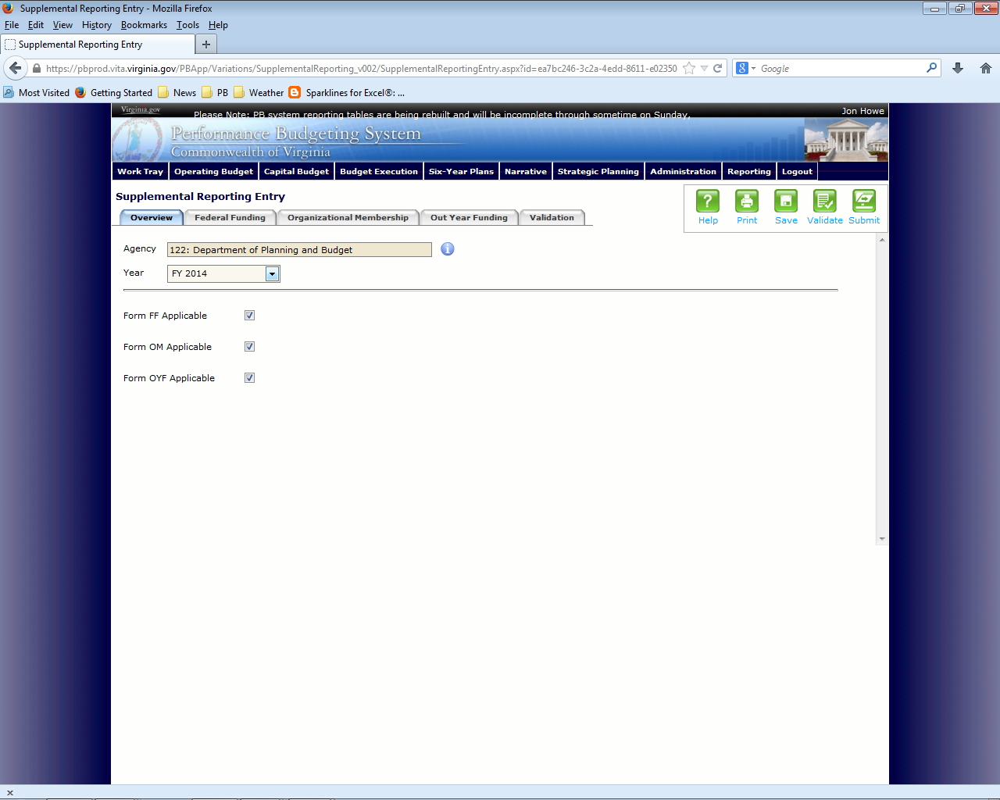 Supplemental Reporting Entry - Mozilla Firefox
File Edit View History Bookmarks Tools Help
Supplemental Reporting Entry +
https://pbprod.vita.virginia.gov/PBApp/Variations/SupplementalReporting_v002/SupplementalReportingEntry.aspx?id=ea7bc246-3c2a-4edd-8611-e02350 8 Google
Most Visited Getting Started News PB Weather Sparklines for Excel®: ...
Virginia.gov Please Note: PB system reporting tables are being rebuilt and will be incomplete through sometime on Sunday. Jon Howe
Performance Budgeting System
Commonwealth of Virginia
Work Tray Operating Budget Capital Budget Budget Execution Six-Year Plans Narrative Strategic Planning Administration Reporting Logout
Supplemental Reporting Entry
Overview Federal Funding Organizational Membership Out Year Funding Validation
Help Print Save Validate Submit
Agency 122: Department of Planning and Budget
Year FY 2014
Form FF Applicable
Form OM Applicable
Form OYF Applicable